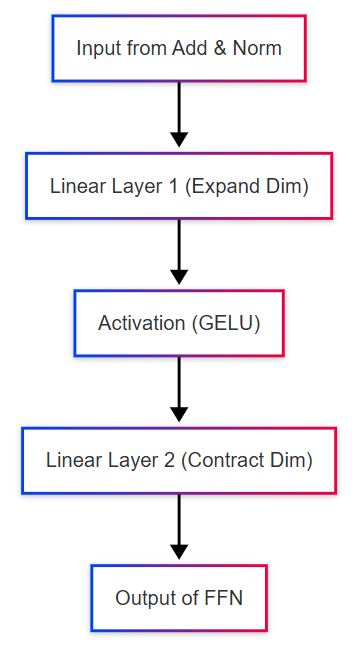 Input from Add & Norm
Linear Layer 1 (Expand Dim)
Activation (GELU)
Linear Layer 2 (Contract Dim)
Output of FFN